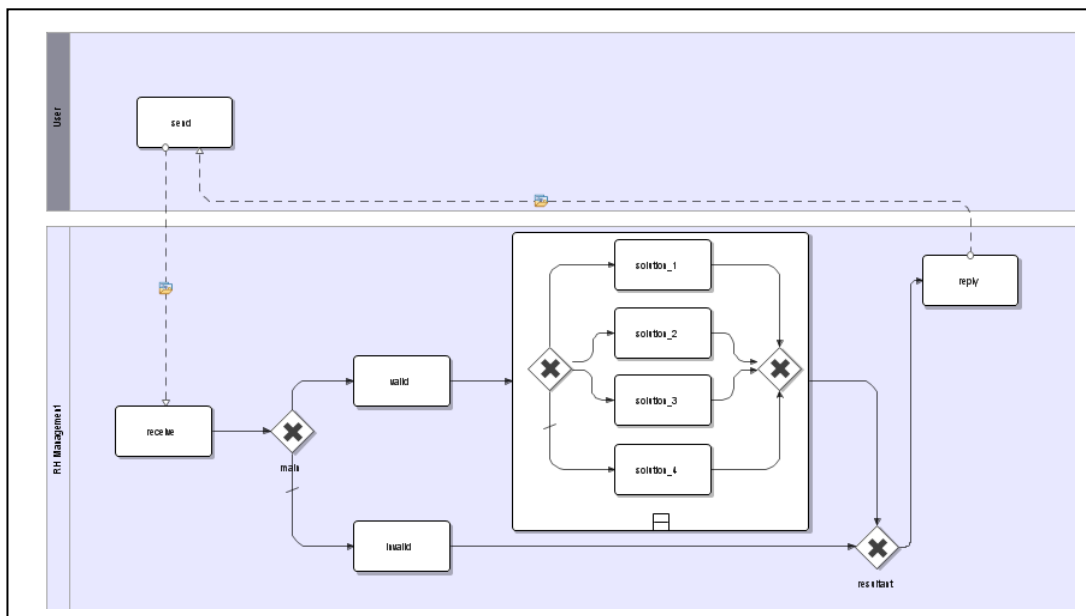 User
send
RH Management
receive
main
valid
invalid
solution_1
solution_2
solution_3
solution_4
resultant
reply